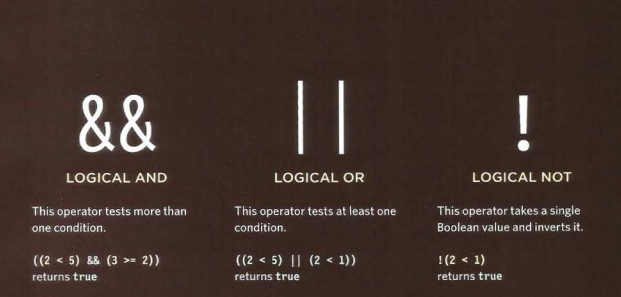 &&
LOGICAL AND
This operator tests more than
one condition.
((2 < 5) && (3 >= 2))
returns true
||
LOGICAL OR
This operator tests at least one
condition.
((2 < 5) || (2 < 1))
returns true
!
LOGICAL NOT
This operator takes a single
Boolean value and inverts it.
!(2 < 1)
returns true